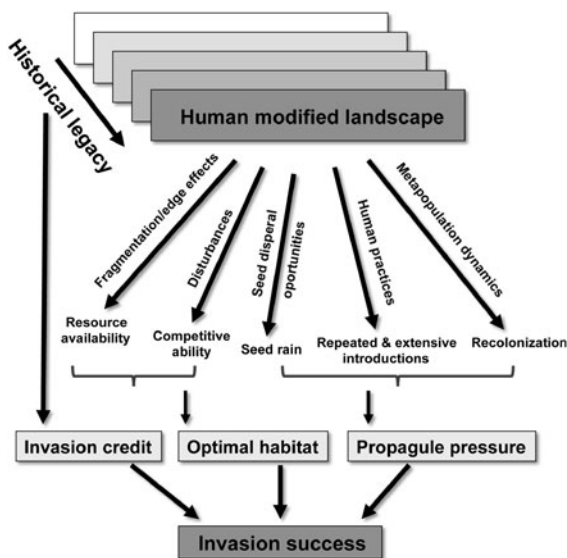 Historical legacy
Human modified landscape
Fragmentation/edge effects
Disturbances
Seed disperal
oportunities
Human practices
Metapopulation dynamics
Resource
availability
Competitive
ability
Seed rain
Repeated & extensive
introductions
Recolonization
Invasion credit
Optimal habitat
Propagule pressure
Invasion success